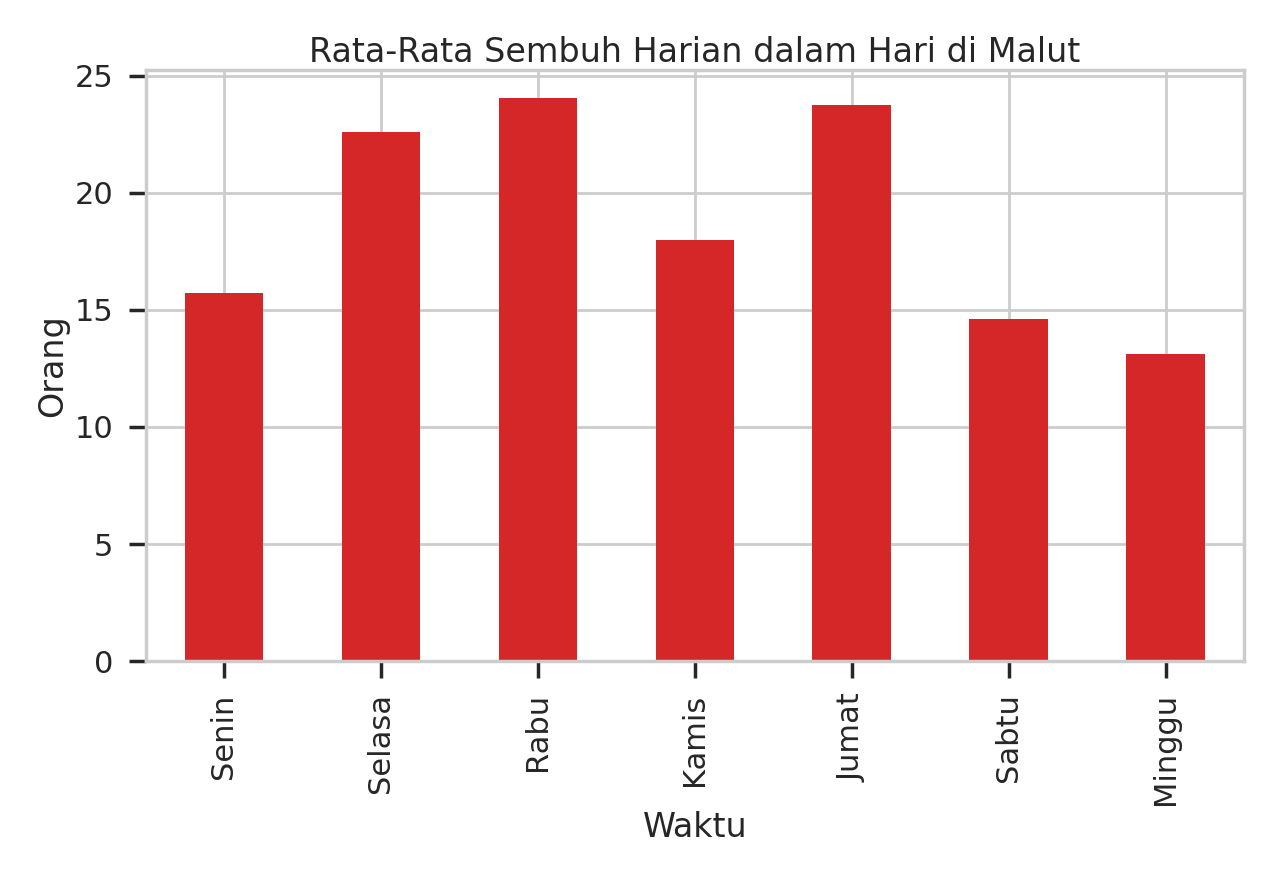 Rata-Rata Sembuh Harian dalam Hari di Malut
25
20
15
10
5
0
Orang
Senin
Selasa
Rabu
Kamis
Jumat
Sabtu
Minggu
Waktu